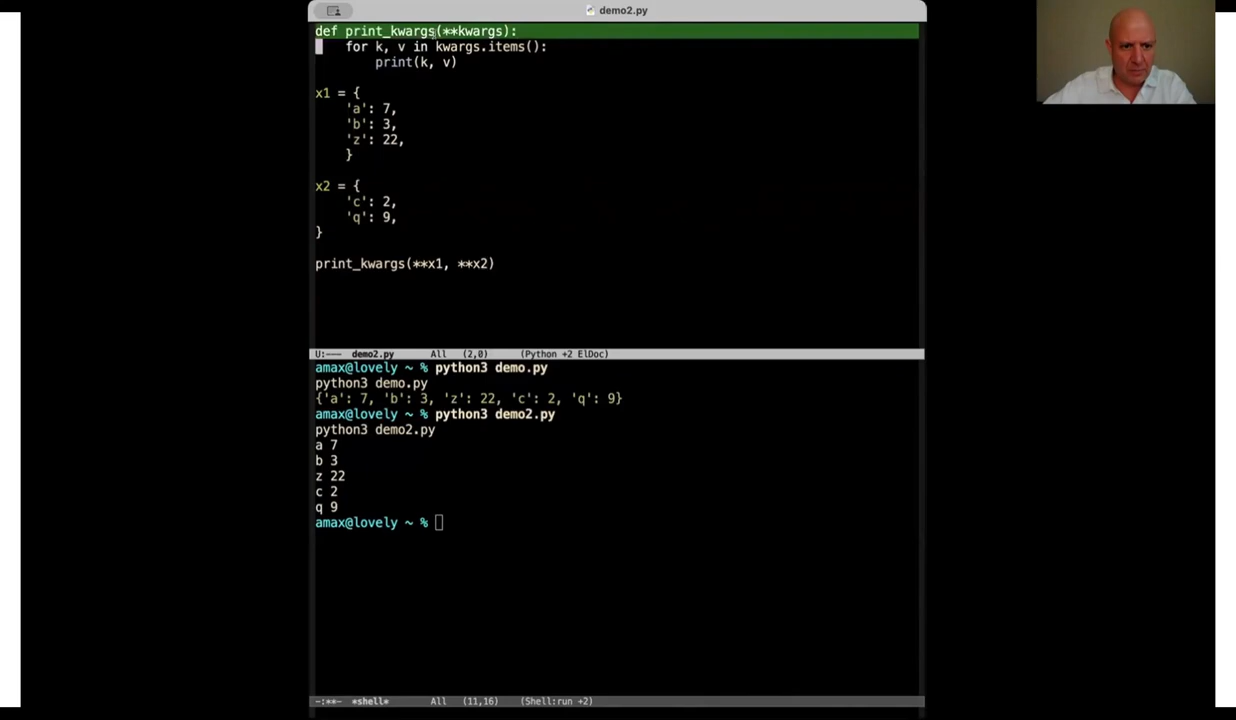 demo2.py
def print_kwargs(**kwargs):
    for k, v in kwargs.items():
        print(k, v)
x1 = {
    'a': 7,
    'b': 3,
    'z': 22,
    }
x2 = {
    'c': 2,
    'q': 9,
}
print_kwargs(**x1, **x2)
U:--- demo2.py All (2,0) (Python +2 ElDoc)
amax@lovely ~ % python3 demo.py
python3 demo.py
{'a': 7, 'b': 3, 'z': 22, 'c': 2, 'q': 9}
amax@lovely ~ % python3 demo2.py
python3 demo2.py
a 7
b 3
z 22
c 2
q 9
amax@lovely ~ %
-:**- *shell* All (11,16) (Shell:run +2)